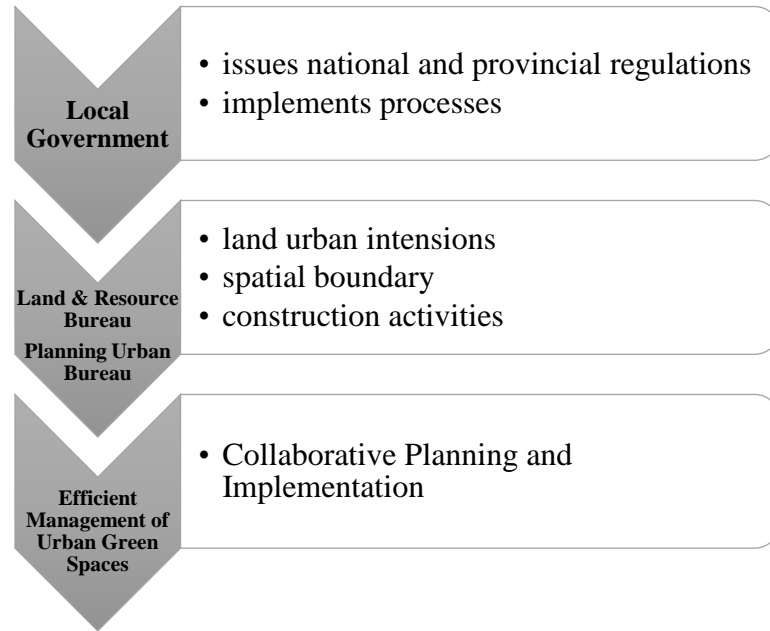 Local
Government
• issues national and provincial regulations
• implements processes
Land & Resource
Bureau
Planning Urban
Bureau
• land urban intensions
• spatial boundary
• construction activities
Efficient
Management of
Urban Green
Spaces
• Collaborative Planning and
Implementation